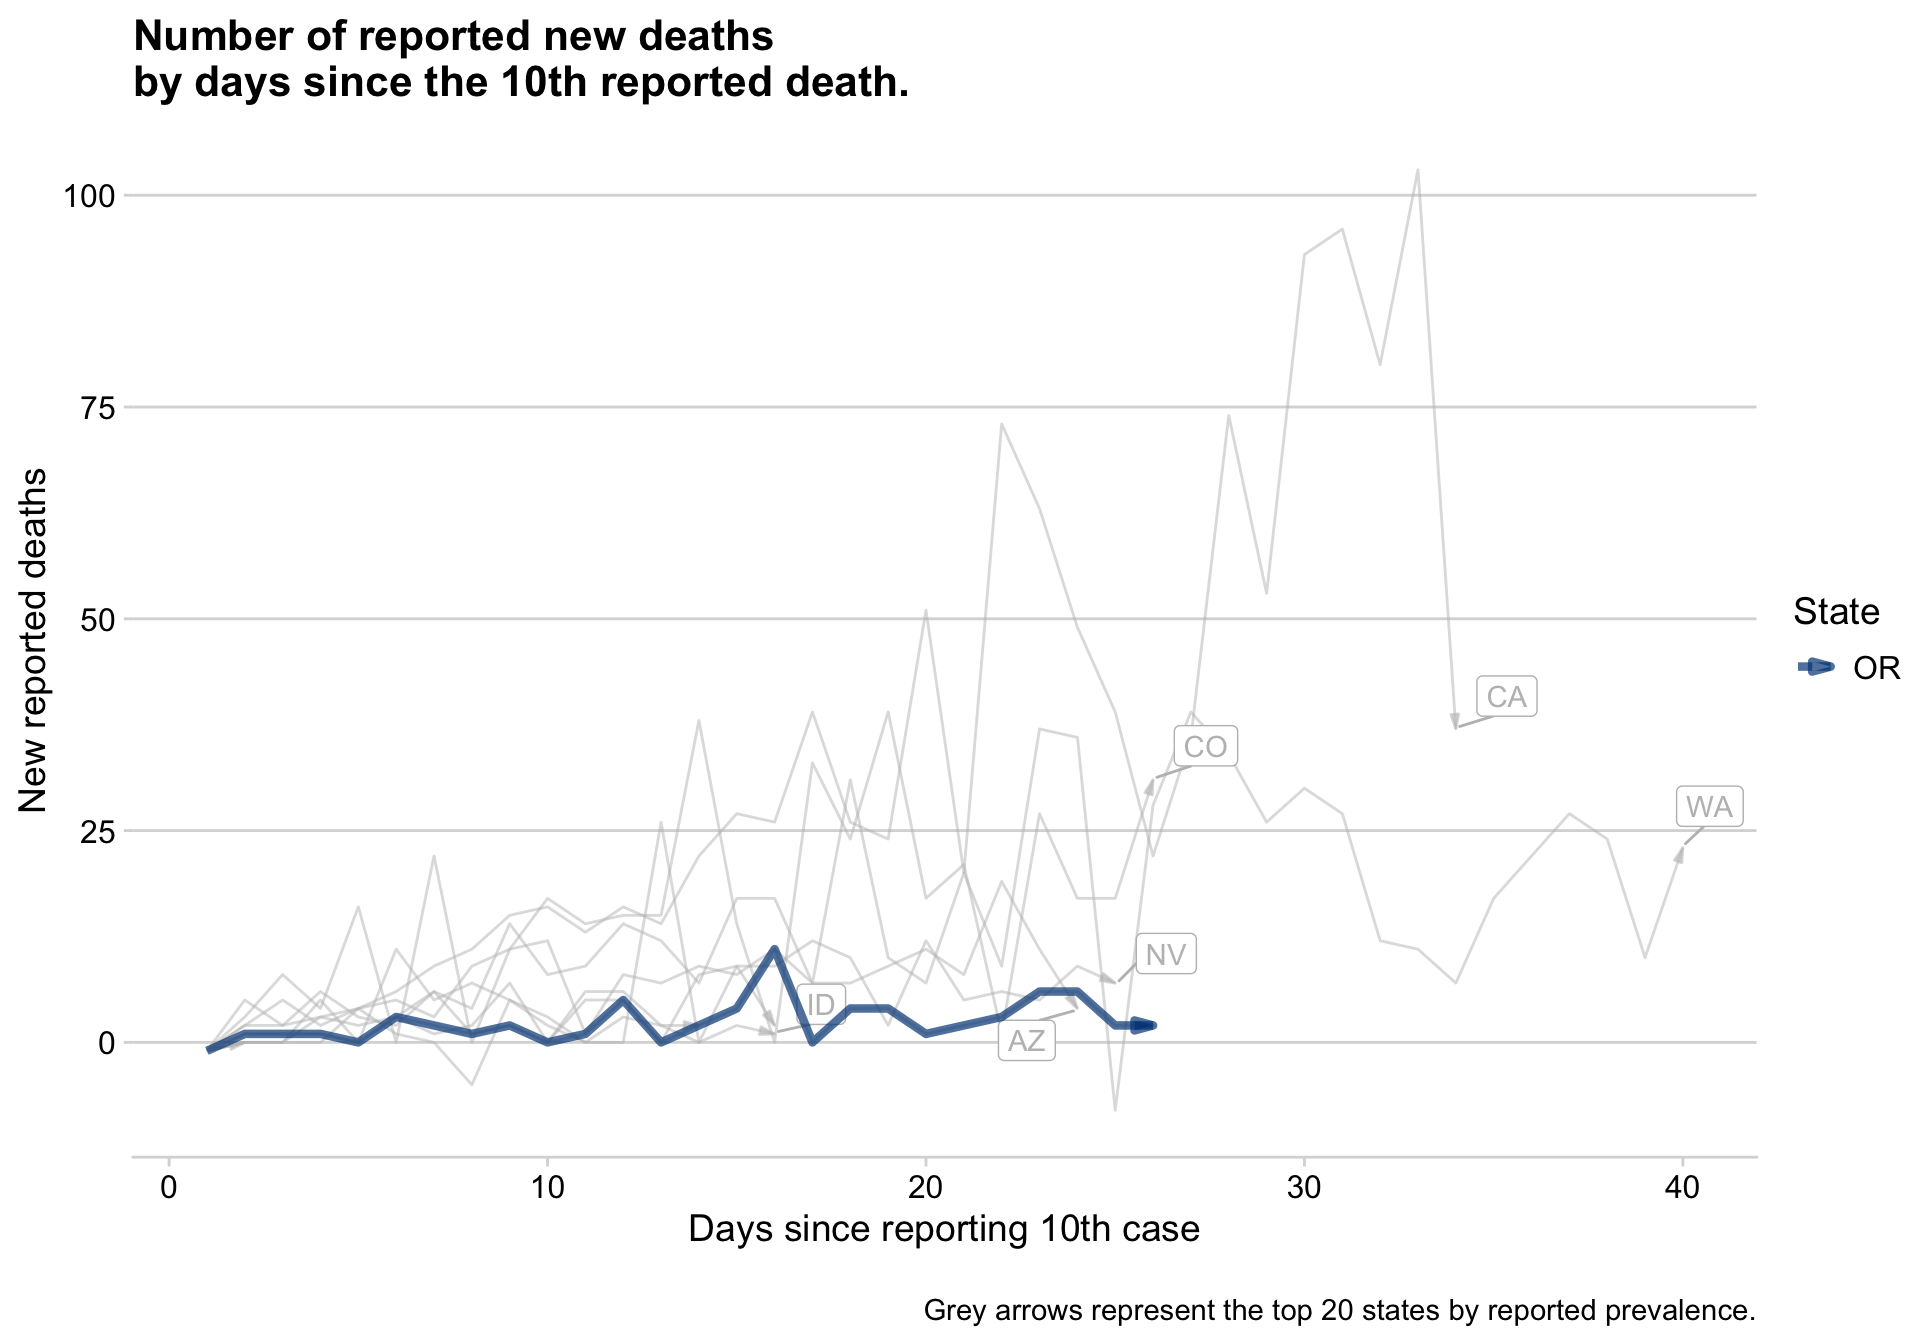 Number of reported new deaths
by days since the 10th reported death.
100
75
50
25
0
New reported deaths
CA
CO
WA
NV
ID
AZ
State
OR
0
10
20
30
40
Days since reporting 10th case
Grey arrows represent the top 20 states by reported prevalence.